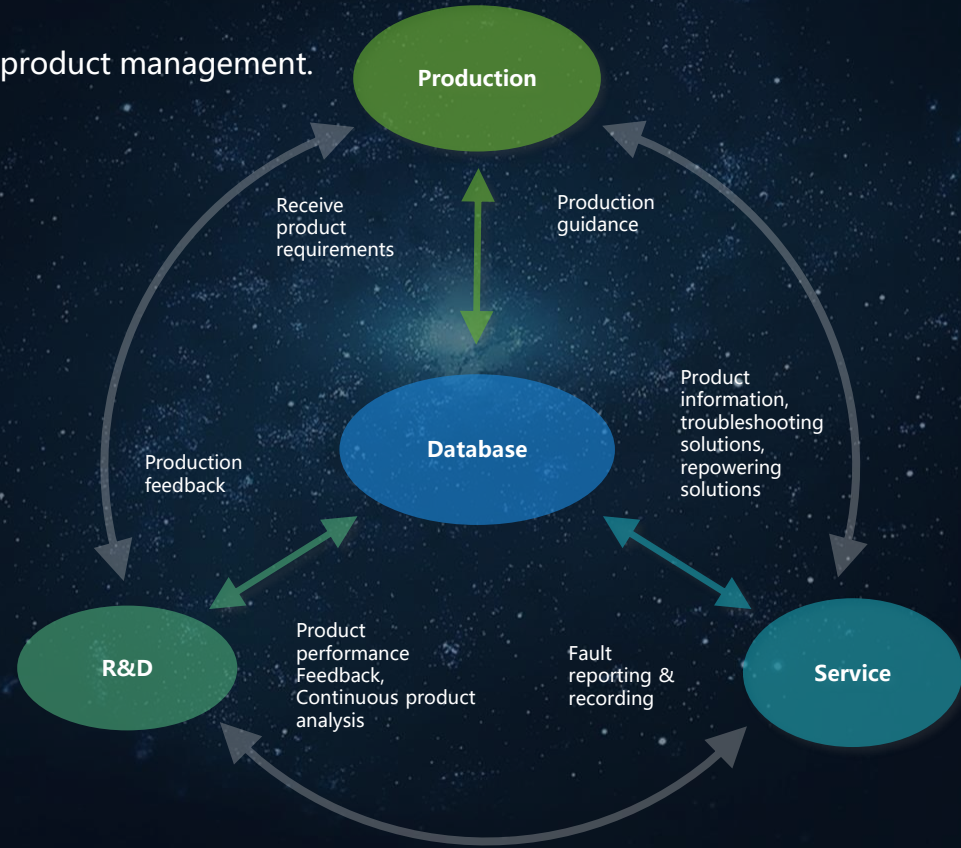 product management.
Production
Receive
product
requirements
Production
guidance
Product
information,
troubleshooting
solutions,
repowering
solutions
Database
Production
feedback
R&D
Product
performance
Feedback,
Continuous product
analysis
Fault
reporting &
recording
Service